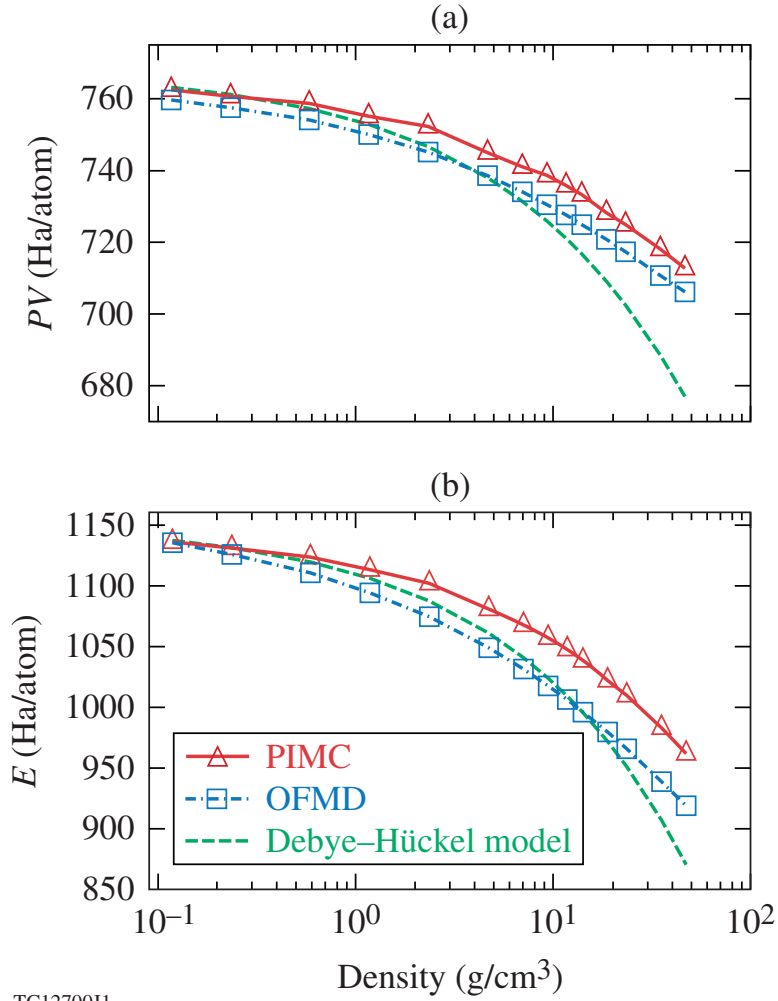 (a)
PV (Ha/atom)
760
740
720
700
680
(b)
E (Ha/atom)
1150
1100
1050
1000
950
900
850
PIMC
OFMD
Debye–Hückel model
10⁻¹ 10⁰ 10¹ 10²
Density (g/cm³)
TC12700J1